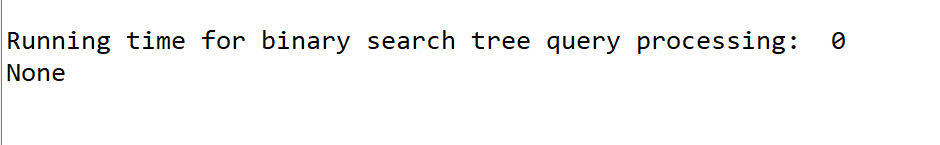 Running time for binary search tree query processing:  0
None